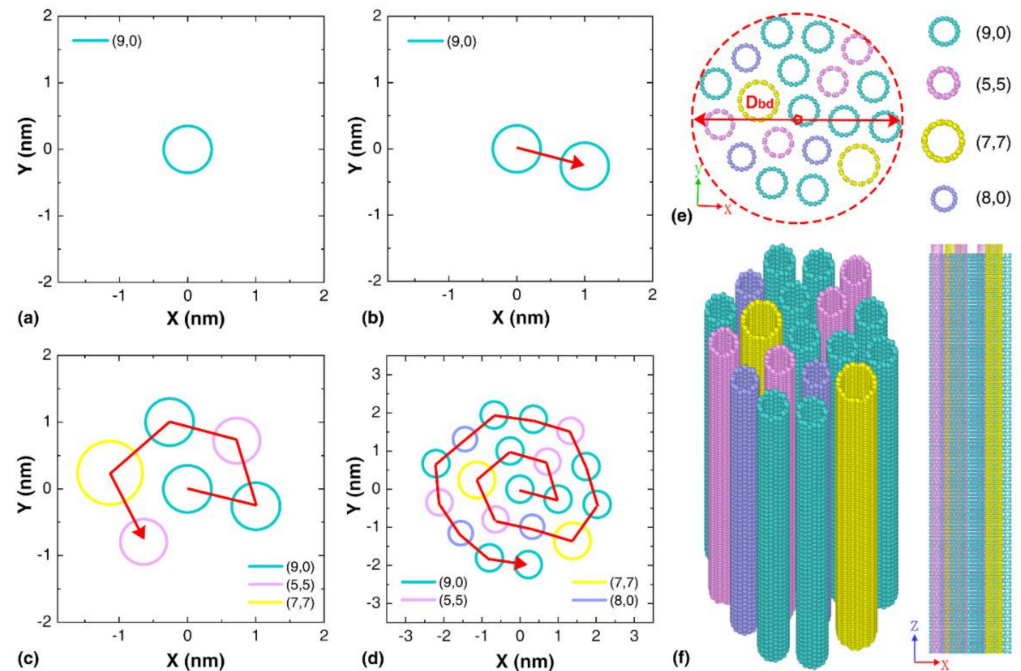 (9,0)
2
1
0
-1
-2
Y (nm)
-1
0
1
2
X (nm)
(a)
(9,0)
2
1
0
-1
-2
Y (nm)
-1
0
1
2
X (nm)
(b)
Dbd
y
x
(e)
(9,0)
(5,5)
(7,7)
(8,0)
2
1
0
-1
-2
Y (nm)
(9,0)
(5,5)
(7,7)
-1
0
1
2
X (nm)
(c)
3
2
1
0
-1
-2
-3
Y (nm)
(9,0)
(7,7)
(5,5)
(8,0)
-3
-2
-1
0
1
2
3
X (nm)
(d)
(f)
Z
X